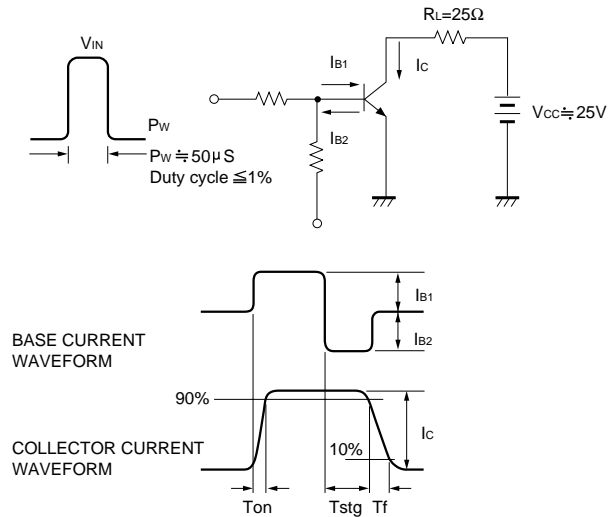 VIN
PW
PW≒50μS
Duty cycle ≦1%
IB1
IB2
IC
RL=25Ω
VCC≒25V
BASE CURRENT
WAVEFORM
IB1
IB2
90%
COLLECTOR CURRENT
WAVEFORM
10%
IC
Ton
Tstg
Tf